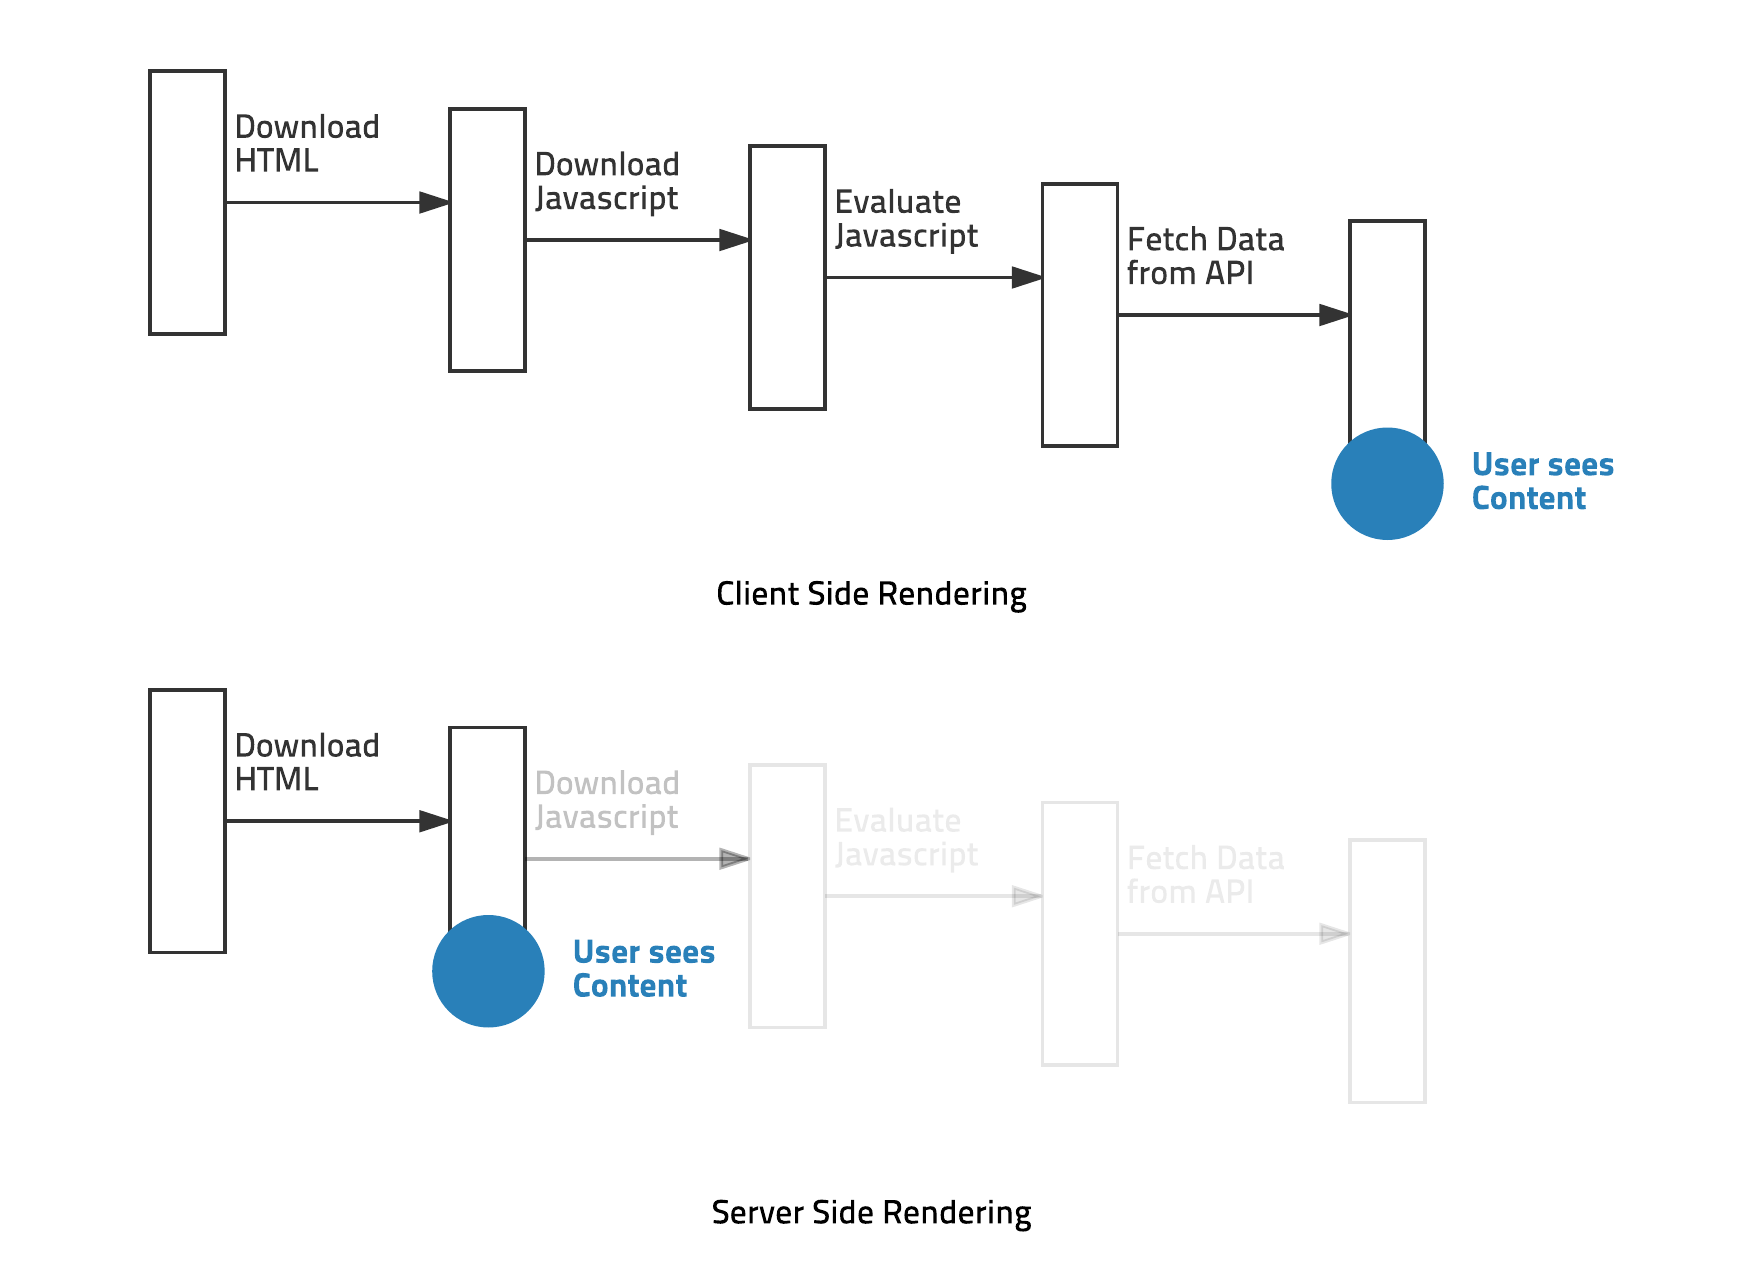 Download
HTML
Download
Javascript
Evaluate
Javascript
Fetch Data
from API
User sees
Content
Client Side Rendering
Download
HTML
Download
Javascript
Evaluate
Javascript
Fetch Data
from API
User sees
Content
Server Side Rendering